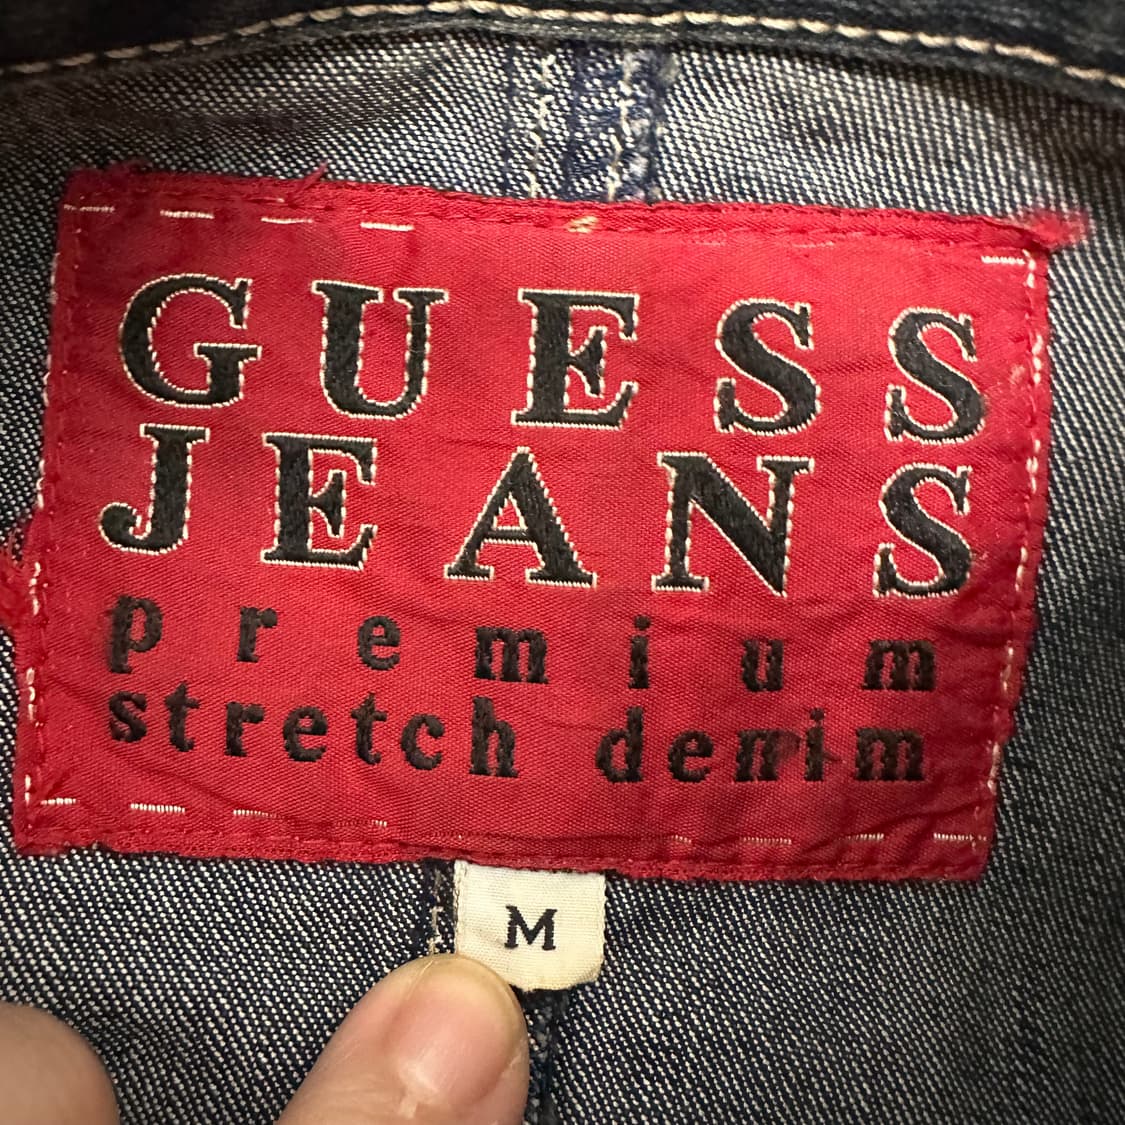 GUESS
JEANS
premium
stretch denim
M